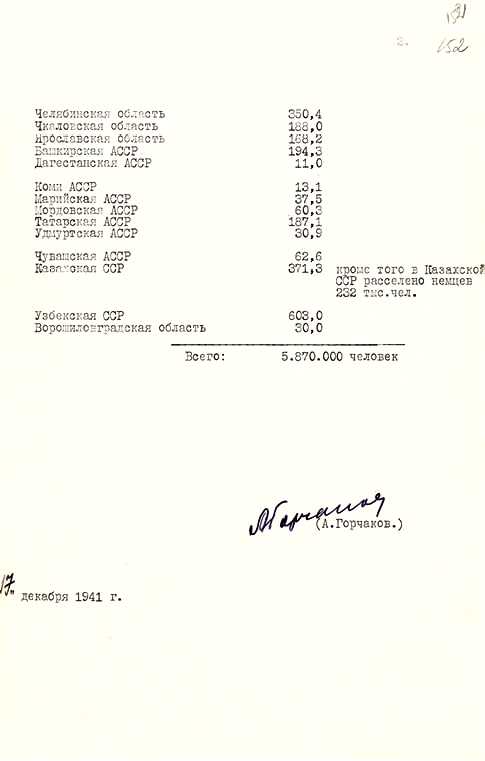 191
2. 152
Челябинская область 350,4
Чкаловская область 188,0
Ярославская область 168,2
Башкирская АССР 194,3
Дагестанская АССР 11,0
Коми АССР 13,1
Марийская АССР 37,5
Мордовская АССР 60,3
Татарская АССР 187,1
Удмуртская АССР 30,9
Чувашская АССР 62,6
Казахская ССР 371,3 кроме того в Казахской
ССР расселено немцев
232 тыс.чел.
Узбекская ССР 603,0
Ворошиловградская область 30,0
Всего: 5.870.000 человек
АГорчаков
(А.Горчаков.)
17" декабря 1941 г.